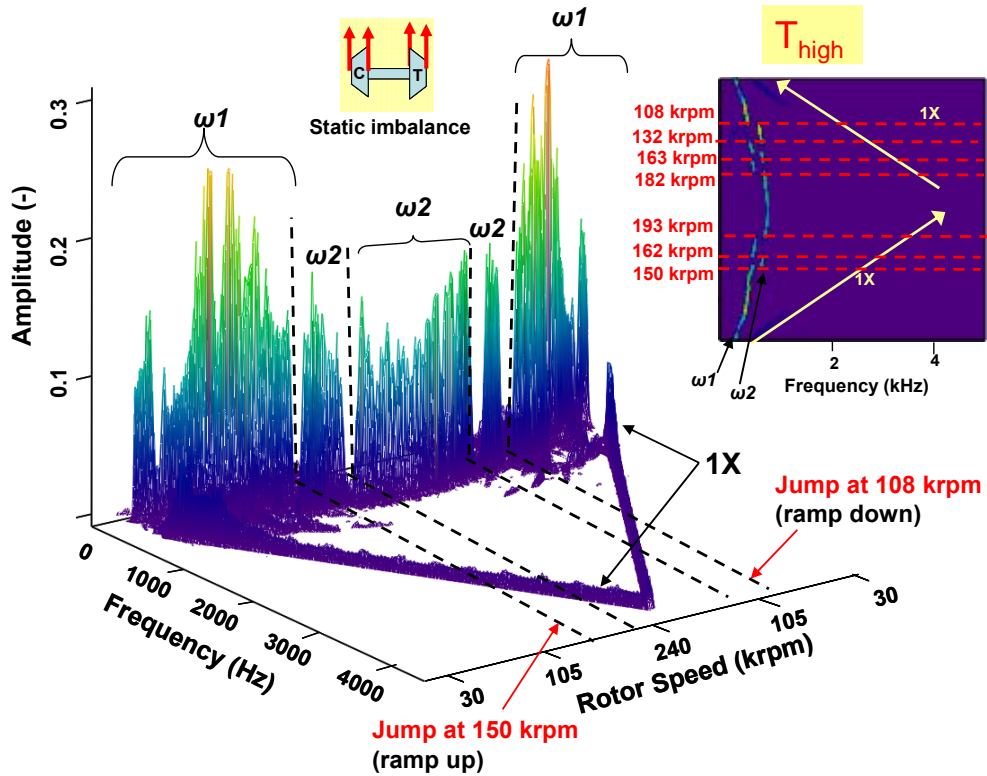 ω1
T high
C
T
Static imbalance
ω1
ω2
ω2
ω2
Amplitude (-)
0.3
0.2
0.1
108 krpm
132 krpm
163 krpm
182 krpm
193 krpm
162 krpm
150 krpm
1X
1X
2
4
ω1
ω2
Frequency (kHz)
1X
Jump at 108 krpm
(ramp down)
0
1000
2000
3000
4000
Frequency (Hz)
30
105
240
105
30
Rotor Speed (krpm)
Jump at 150 krpm
(ramp up)